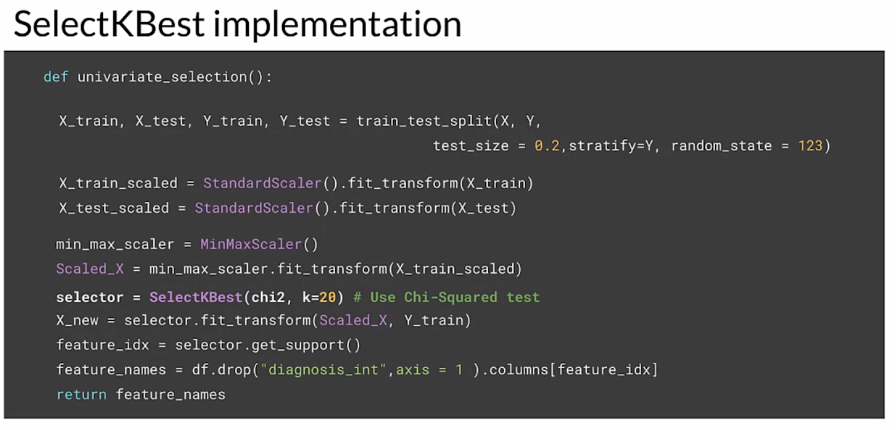 SelectKBest implementation
def univariate_selection():
X_train, X_test, Y_train, Y_test = train_test_split(X, Y,
test_size = 0.2,stratify=Y, random_state = 123)
X_train_scaled = StandardScaler().fit_transform(X_train)
X_test_scaled = StandardScaler().fit_transform(X_test)
min_max_scaler = MinMaxScaler()
Scaled_X = min_max_scaler.fit_transform(X_train_scaled)
selector = SelectKBest(chi2, k=20) # Use Chi-Squared test
X_new = selector.fit_transform(Scaled_X, Y_train)
feature_idx = selector.get_support()
feature_names = df.drop("diagnosis_int",axis = 1 ).columns[feature_idx]
return feature_names